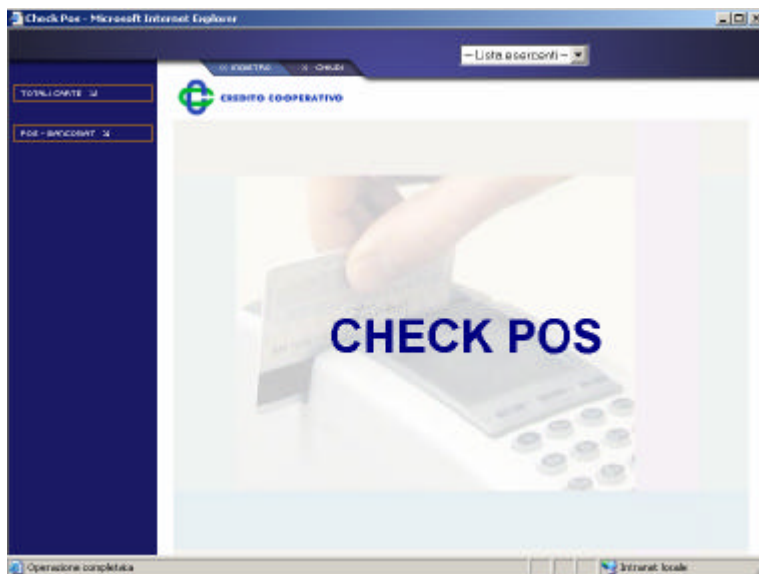 Check Pos - Microsoft Internet Explorer
-- Lista esercenti --
<< INDIETRO X CHIUDI
TOTALI CARTE
CREDITO COOPERATIVO
POS - BANCOMAT
CHECK POS
Operazione completata
Intranet locale